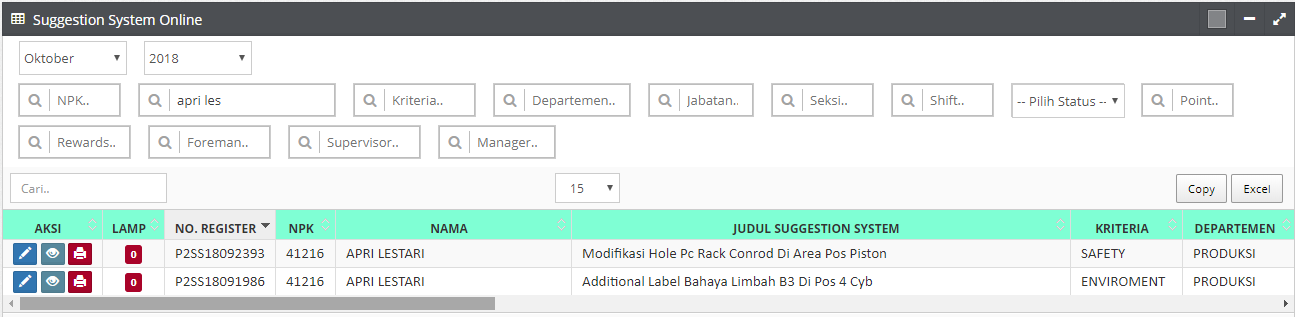 Suggestion System Online
Oktober 2018
NPK.. apri les Kriteria.. Departemen.. Jabatan.. Seksi.. Shift.. -- Pilih Status -- Point..
Rewards.. Foreman.. Supervisor.. Manager..
Cari.. 15 Copy Excel
AKSI LAMP NO. REGISTER NPK NAMA JUDUL SUGGESTION SYSTEM KRITERIA DEPARTEMEN
0 P2SS18092393 41216 APRI LESTARI Modifikasi Hole Pc Rack Conrod Di Area Pos Piston SAFETY PRODUKSI
0 P2SS18091986 41216 APRI LESTARI Additional Label Bahaya Limbah B3 Di Pos 4 Cyb ENVIROMENT PRODUKSI